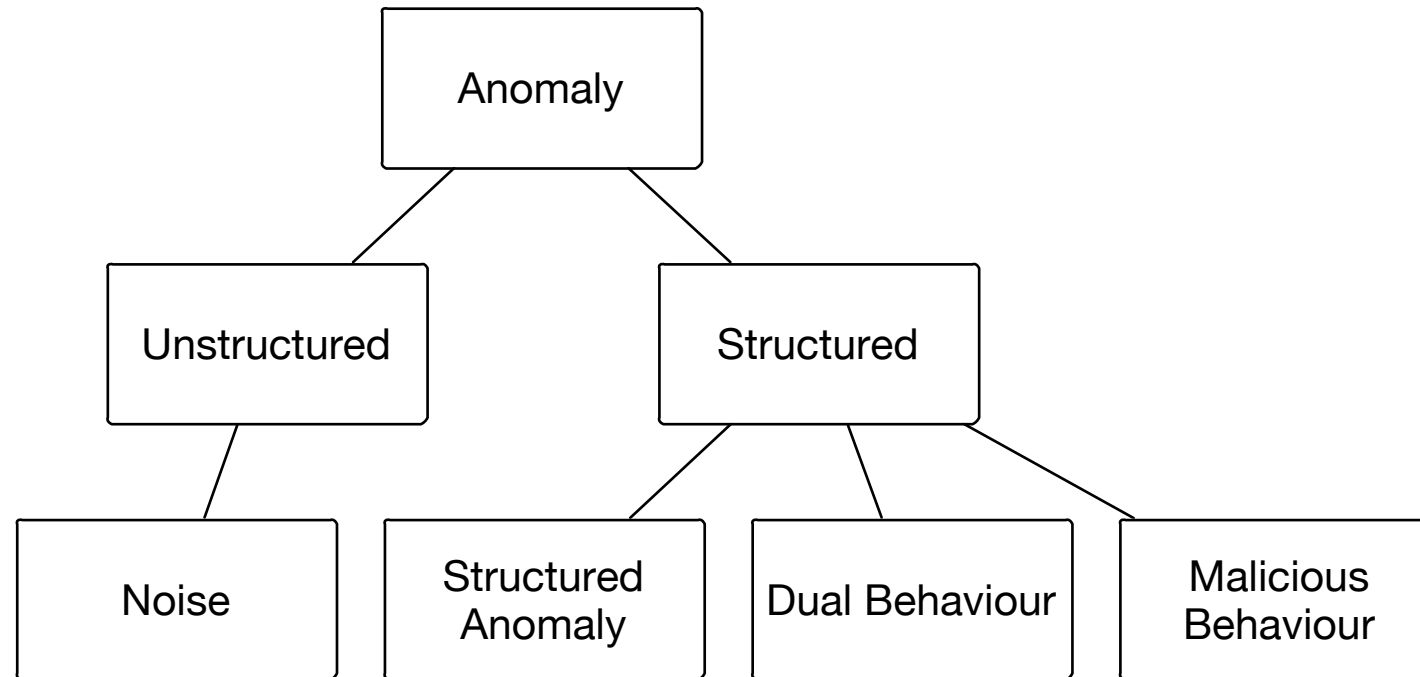 Anomaly
Unstructured
Structured
Noise
Structured
Anomaly
Dual Behaviour
Malicious
Behaviour